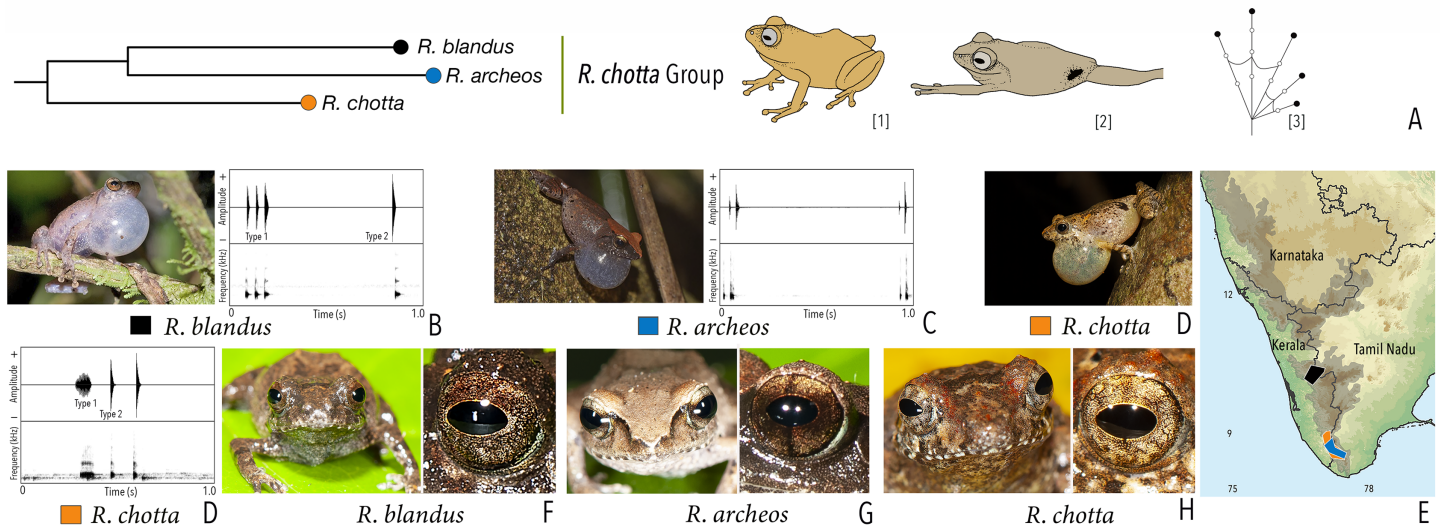 R. blandus
R. archeos
R. chotta
R. chotta Group
[1]
[2]
[3]
A
+
Amplitude
–
Type 1
Type 2
Frequency (kHz)
0
Time (s)
1.0
R. blandus
B
+
Amplitude
–
Frequency (kHz)
0
Time (s)
1.0
R. archeos
C
R. chotta
D
Karnataka
12
Kerala
Tamil Nadu
9
75
78
E
+
Amplitude
–
Type 1
Type 2
Frequency (kHz)
0
Time (s)
1.0
R. chotta
D
R. blandus
F
R. archeos
G
R. chotta
H